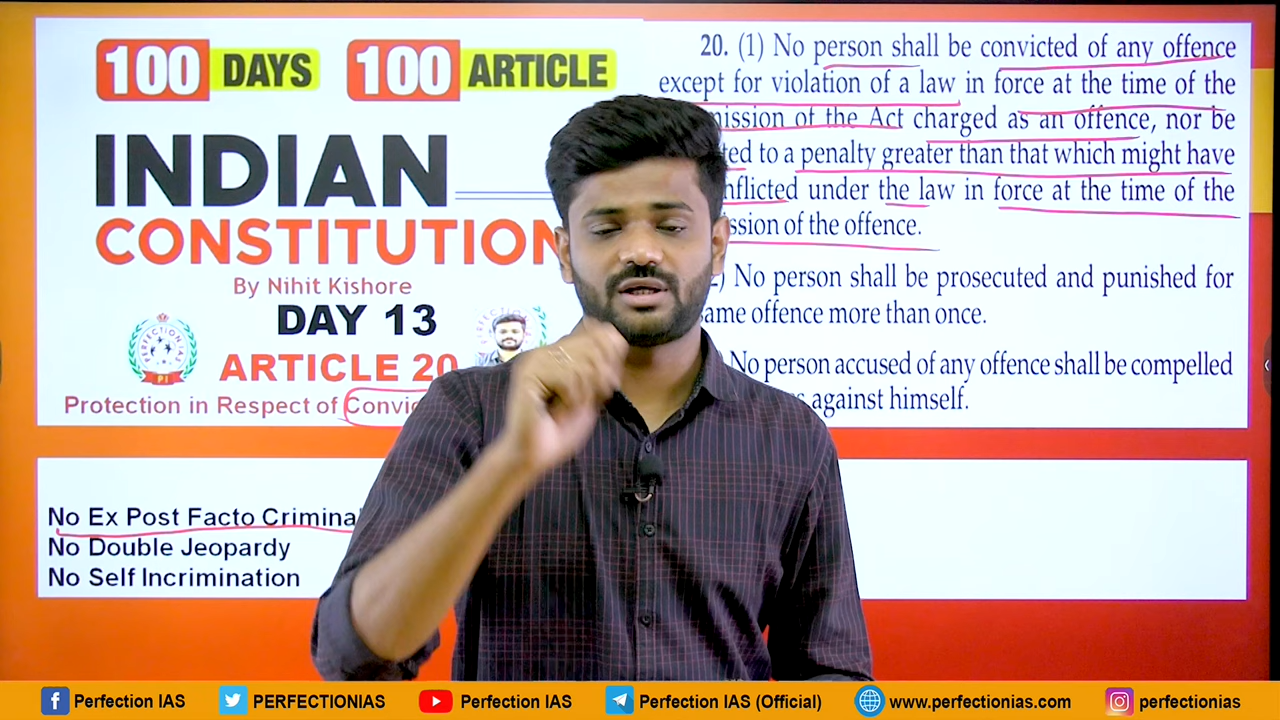 100 DAYS 100 ARTICLE
INDIAN
CONSTITUTION
By Nihit Kishore
DAY 13
ARTICLE 20
Protection in Respect of
20. (1) No person shall be convicted of any offence
except for violation of a law in force at the time of the
of the Act charged as an offence, nor be
to a penalty greater than that which might have
under the law in force at the time of the
of the offence.
No person shall be prosecuted and punished for
same offence more than once.
No person accused of any offence shall be compelled
against himself.
No Ex Post Facto
No Double Jeopardy
No Self Incrimination
Perfection IAS PERFECTIONIAS Perfection IAS Perfection IAS (Official) www.perfectionias.com perfectionias